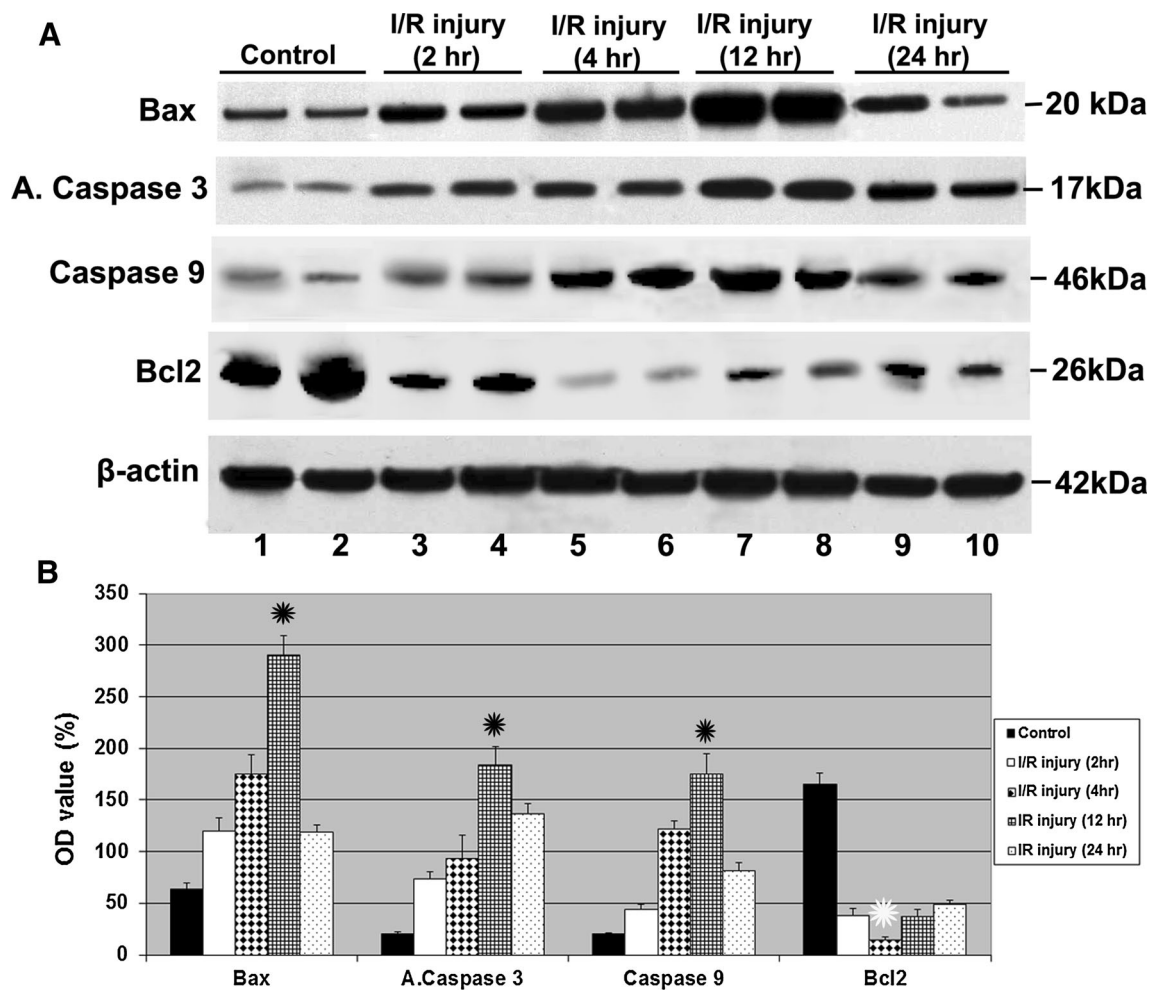 A
Control
I/R injury
(2 hr)
I/R injury
(4 hr)
I/R injury
(12 hr)
I/R injury
(24 hr)
Bax
20 kDa
A. Caspase 3
17kDa
Caspase 9
46kDa
Bcl2
26kDa
β-actin
42kDa
1 2 3 4 5 6 7 8 9 10
B
OD value (%)
350
300
250
200
150
100
50
0
Bax A.Caspase 3 Caspase 9 Bcl2
Control
I/R injury (2hr)
I/R injury (4hr)
IR injury (12 hr)
IR injury (24 hr)